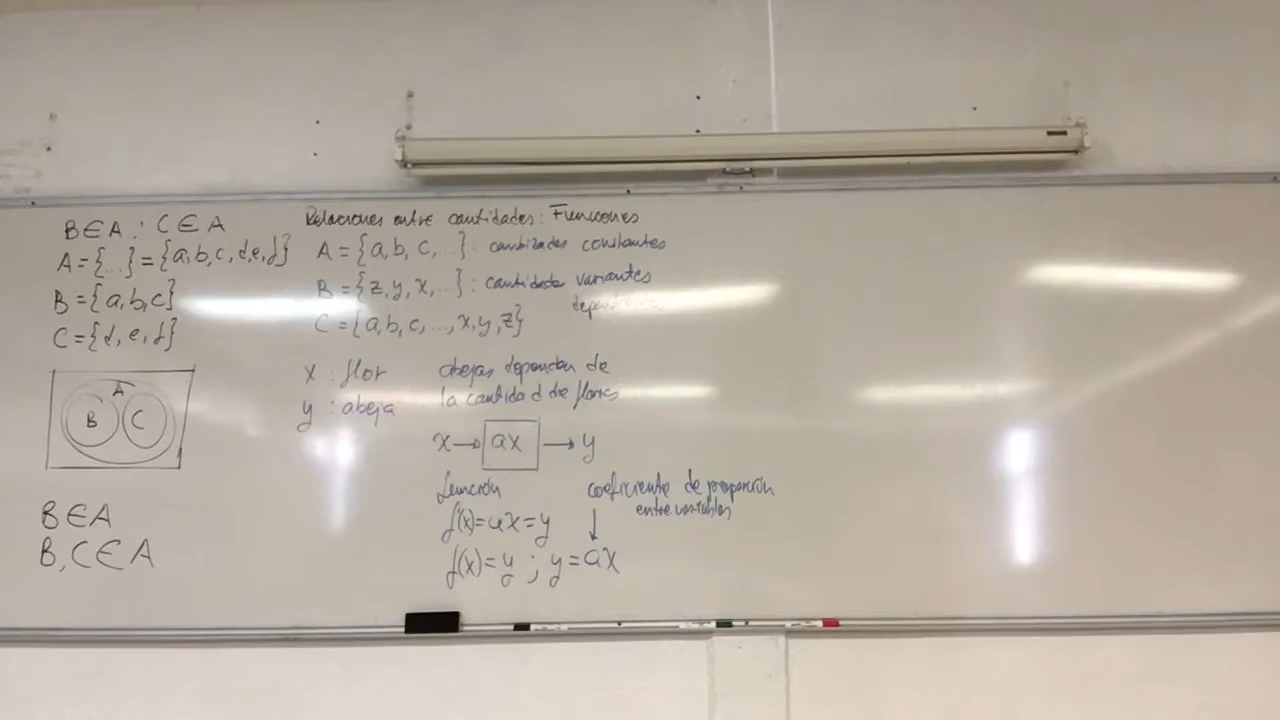 B∈A ∴ C∈A
A={...}={a,b,c,d,e,f}
B={a,b,c}
C={d,e,f}
A
B C
B∈A
B,C∈A
Relaciones entre cantidades: Funciones
A={a,b,c,...}: cantidades constantes
B={z,y,x,...}: cantidades variantes
C={a,b,c,...,x,y,z}
x : flor
y : abeja
abejas dependen de
la cantidad de flores
x→ ax → y
función
f(x)=ax=y
f(x)=y ; y=ax
coeficiente de proporción
entre variables
↓